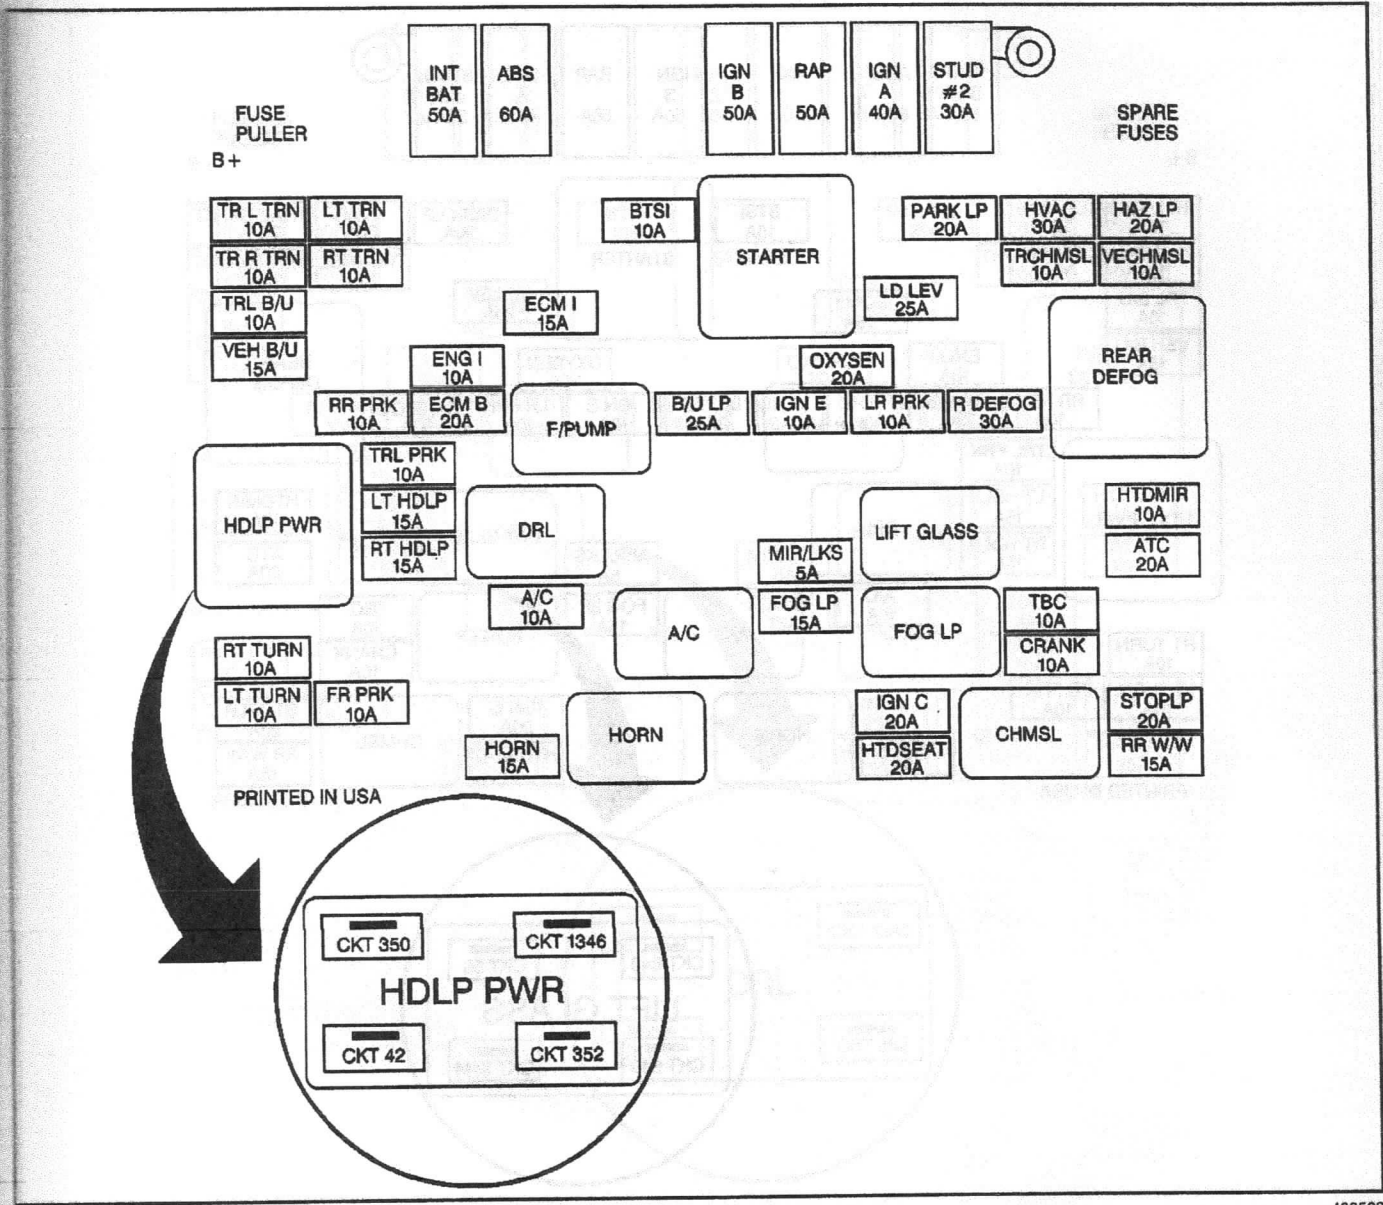 INT
BAT
50A
ABS
60A
IGN
B
50A
RAP
50A
IGN
A
40A
STUD
#2
30A
FUSE
PULLER
B+
SPARE
FUSES
TR L TRN
10A
LT TRN
10A
BTSI
10A
STARTER
PARK LP
20A
HVAC
30A
HAZ LP
20A
TR R TRN
10A
RT TRN
10A
TRCHMSL
10A
VECHMSL
10A
TRL B/U
10A
ECM I
15A
LD LEV
25A
VEH B/U
15A
ENG I
10A
OXYSEN
20A
REAR
DEFOG
RR PRK
10A
ECM B
20A
F/PUMP
B/U LP
25A
IGN E
10A
LR PRK
10A
R DEFOG
30A
TRL PRK
10A
HDLP PWR
LT HDLP
15A
DRL
LIFT GLASS
HTDMIR
10A
RT HDLP
15A
MIR/LKS
5A
ATC
20A
A/C
10A
A/C
FOG LP
15A
FOG LP
TBC
10A
CRANK
10A
RT TURN
10A
LT TURN
10A
FR PRK
10A
HORN
15A
HORN
IGN C
20A
HTDSEAT
20A
CHMSL
STOPLP
20A
RR W/W
15A
PRINTED IN USA
CKT 350
CKT 1346
HDLP PWR
CKT 42
CKT 352